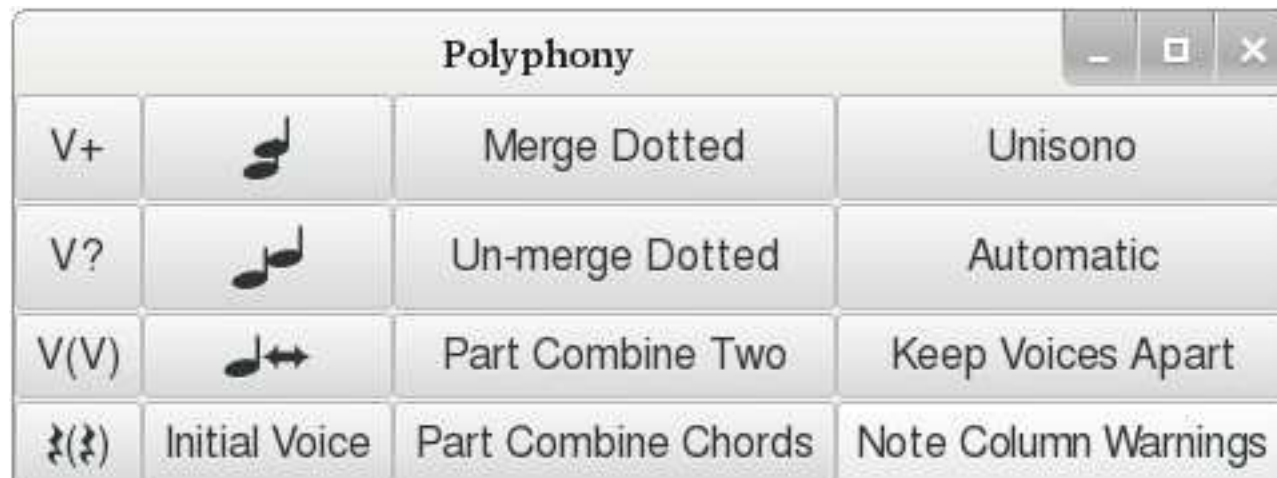 Polyphony
V+ Merge Dotted Unisono
V? Un-merge Dotted Automatic
V(V) Part Combine Two Keep Voices Apart
𝄽(𝄽) Initial Voice Part Combine Chords Note Column Warnings